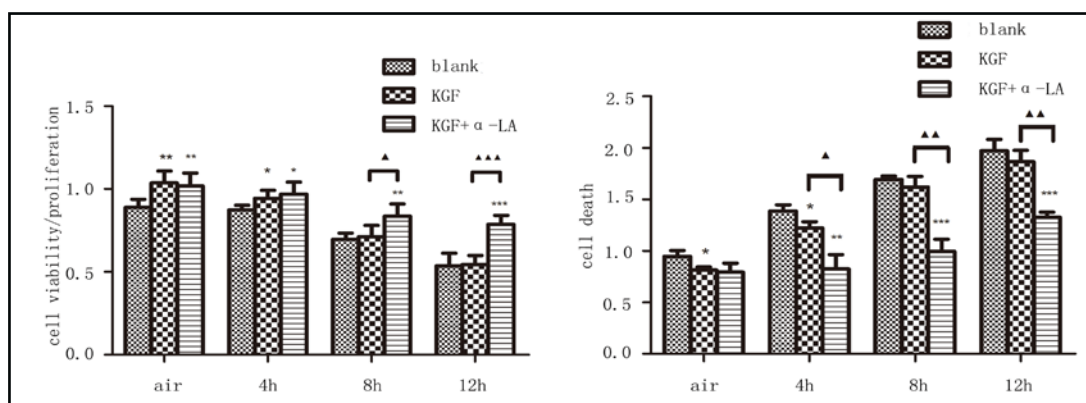 blank
KGF
KGF+α-LA
cell viability/proliferation
1.5
1.0
0.5
0.0
** **
* *
▲
**
▲▲▲
***
air 4h 8h 12h
blank
KGF
KGF+α-LA
cell death
2.5
2.0
1.5
1.0
0.5
0.0
*
▲
*
**
▲▲
***
▲▲
***
air 4h 8h 12h